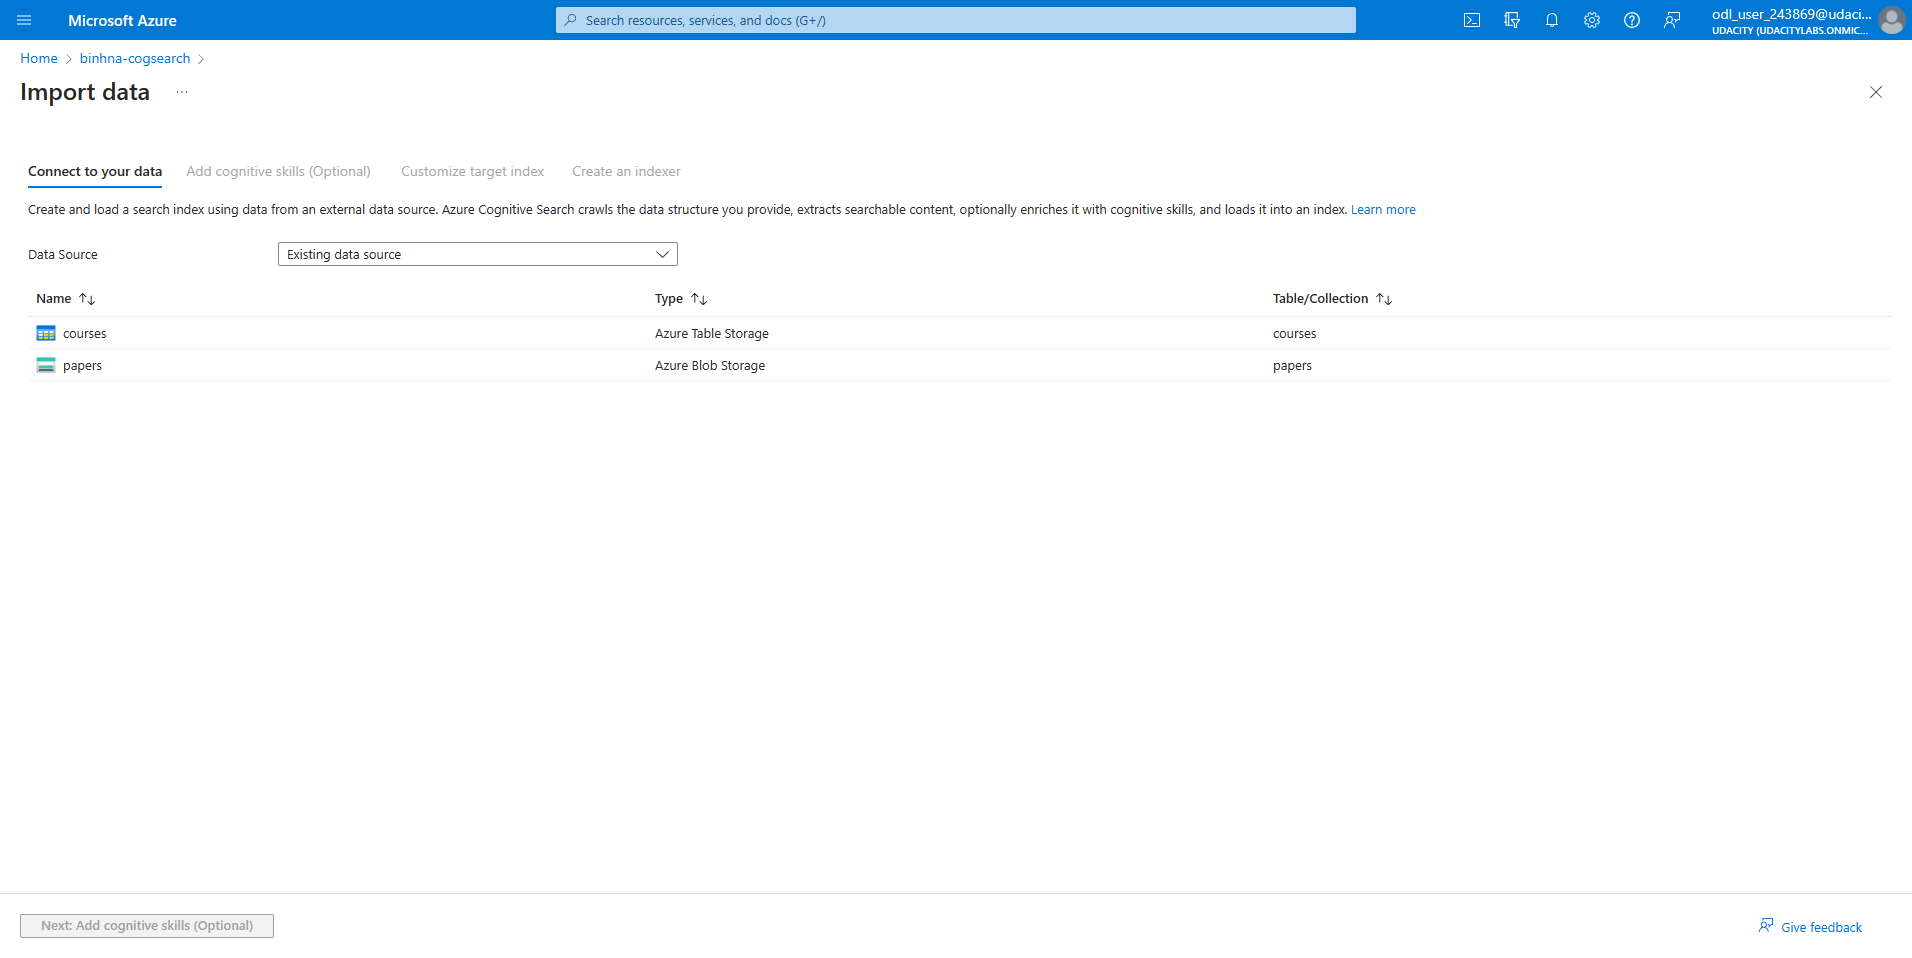 Microsoft Azure
Search resources, services, and docs (G+/)
odl_user_243869@udaci...
UDACITY (UDACITYLABS.ONMIC...
Home > binhna-cogsearch >
Import data ...
Connect to your data Add cognitive skills (Optional) Customize target index Create an indexer
Create and load a search index using data from an external data source. Azure Cognitive Search crawls the data structure you provide, extracts searchable content, optionally enriches it with cognitive skills, and loads it into an index. Learn more
Data Source Existing data source
Name Type Table/Collection
courses Azure Table Storage courses
papers Azure Blob Storage papers
Next: Add cognitive skills (Optional) Give feedback